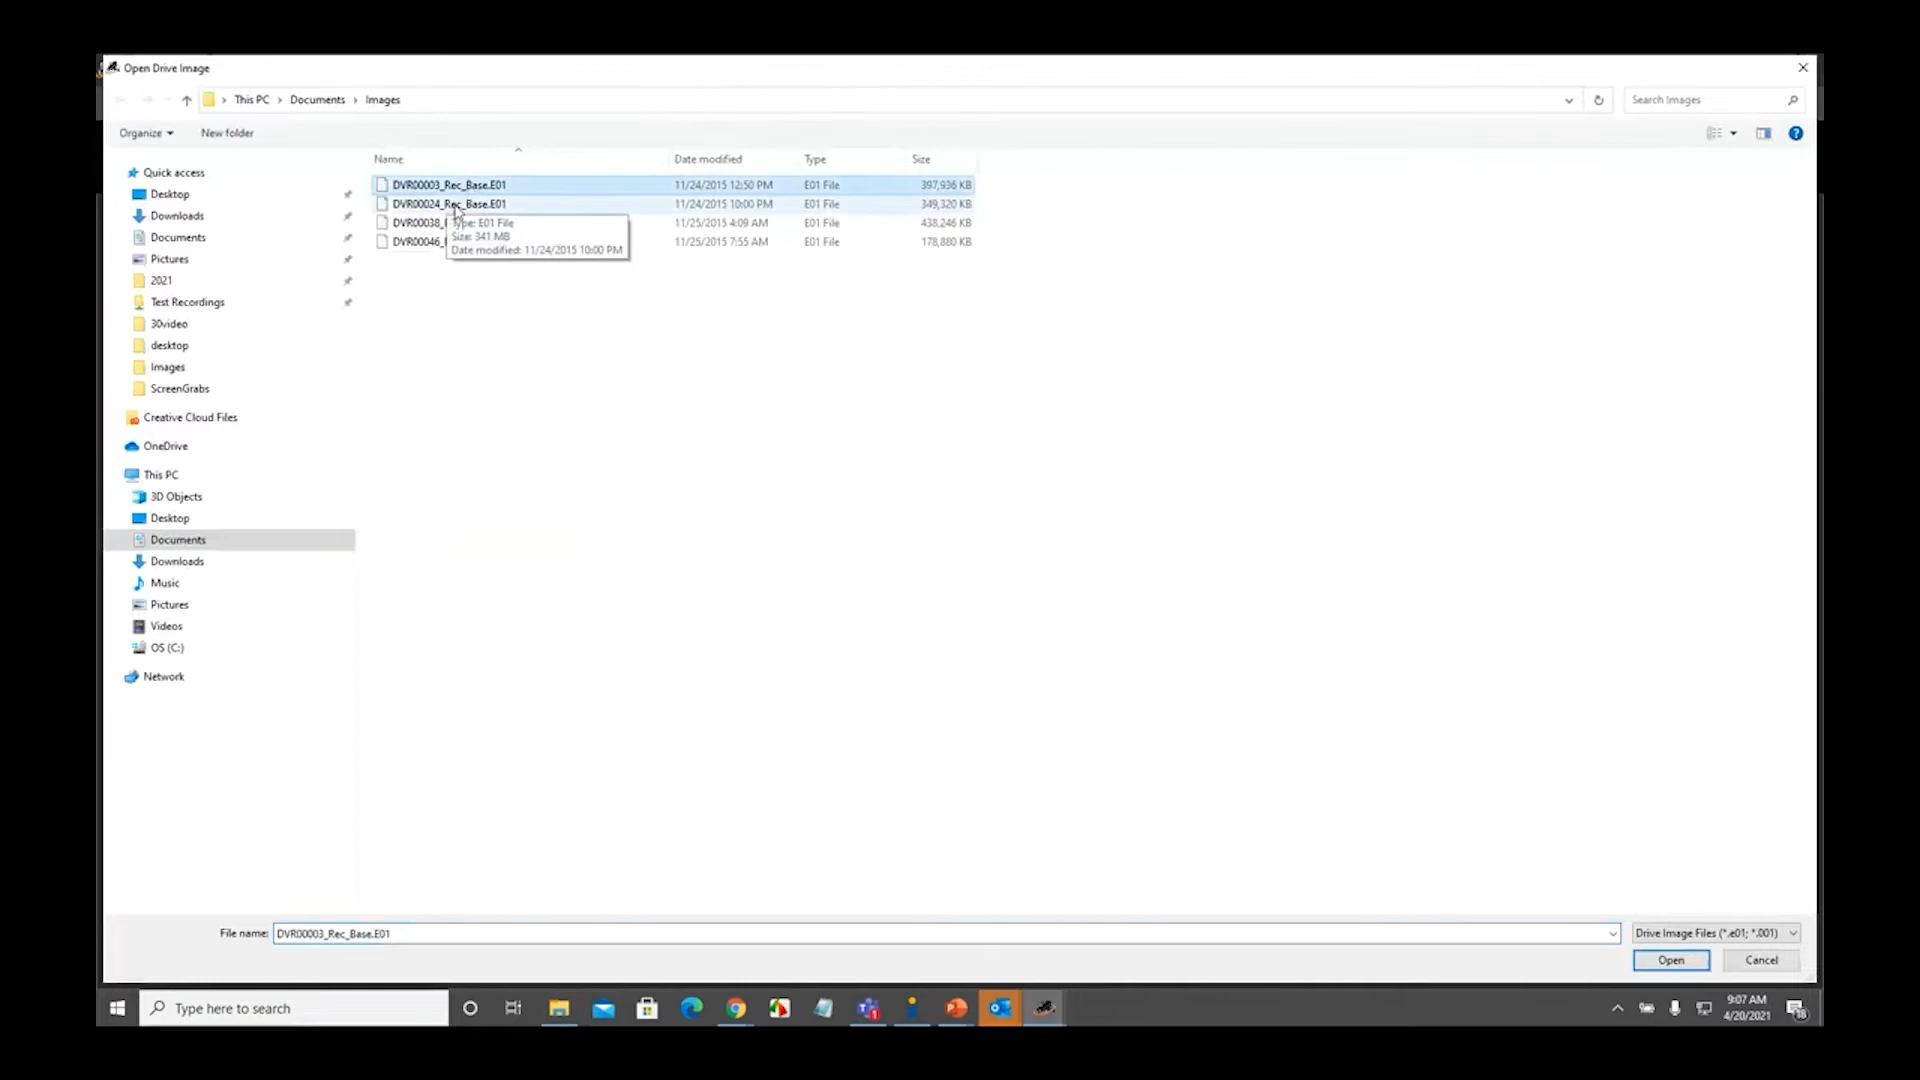 Open Drive Image
This PC › Documents › Images
Search Images
Organize
New folder
Name
Date modified
Type
Size
DVR00003_Rec_Base.E01 11/24/2015 12:50 PM E01 File 397,936 KB
DVR00024_Rec_Base.E01 11/24/2015 10:00 PM E01 File 349,320 KB
DVR00038_ 11/25/2015 4:09 AM E01 File 438,246 KB
DVR00046_ 11/25/2015 7:55 AM E01 File 178,880 KB
Type: E01 File
Size: 341 MB
Date modified: 11/24/2015 10:00 PM
Quick access
Desktop
Downloads
Documents
Pictures
2021
Test Recordings
30video
desktop
Images
ScreenGrabs
Creative Cloud Files
OneDrive
This PC
3D Objects
Desktop
Documents
Downloads
Music
Pictures
Videos
OS (C:)
Network
File name: DVR00003_Rec_Base.E01
Drive Image Files (*.e01; *.001)
Open
Cancel
Type here to search
9:07 AM
4/20/2021